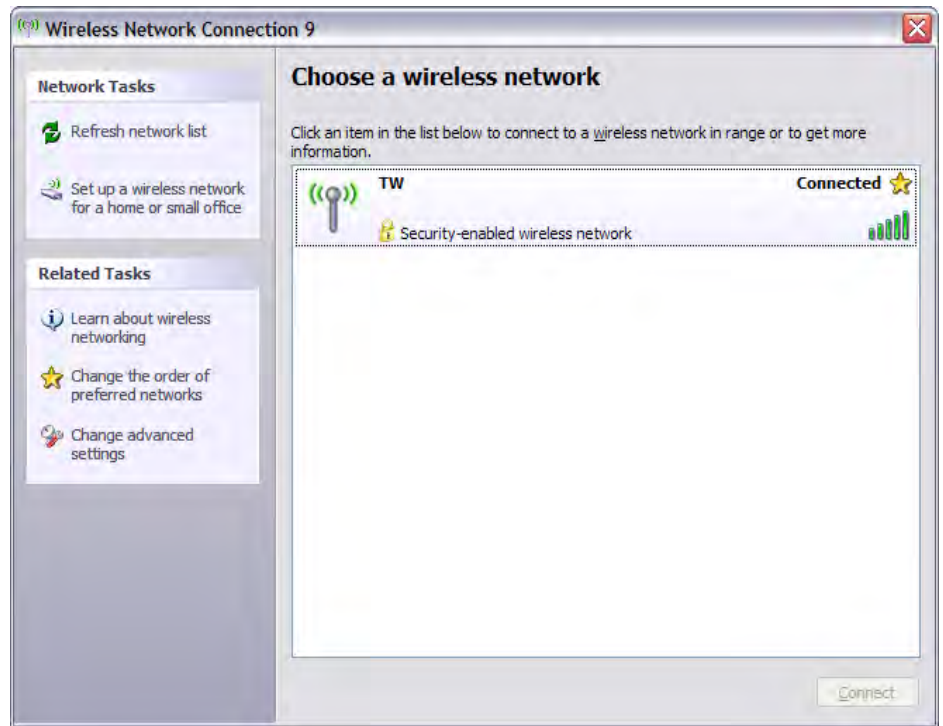 Wireless Network Connection 9
Network Tasks
Refresh network list
Set up a wireless network
for a home or small office
Related Tasks
Learn about wireless
networking
Change the order of
preferred networks
Change advanced
settings
Choose a wireless network
Click an item in the list below to connect to a wireless network in range or to get more
information.
TW
Connected
Security-enabled wireless network
Connect